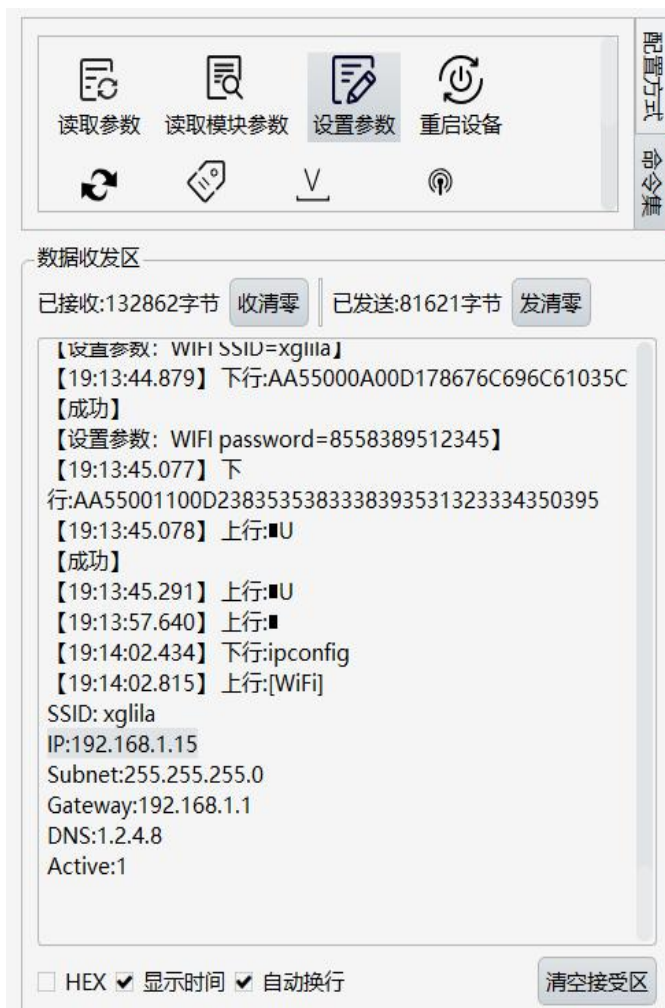 配置方式
命令集
读取参数 读取模块参数 设置参数 重启设备
数据收发区
已接收:132862字节 收清零 已发送:81621字节 发清零
【设置参数：WIFI SSID=xglila】
【19:13:44.879】下行:AA55000A00D178676C696C61035C
【成功】
【设置参数：WIFI password=8558389512345】
【19:13:45.077】下
行:AA55001100D2383535383338393531323334350395
【19:13:45.078】上行:■U
【成功】
【19:13:45.291】上行:■U
【19:13:57.640】上行:■
【19:14:02.434】下行:ipconfig
【19:14:02.815】上行:[WiFi]
SSID: xglila
IP:192.168.1.15
Subnet:255.255.255.0
Gateway:192.168.1.1
DNS:1.2.4.8
Active:1
HEX 显示时间 自动换行 清空接受区